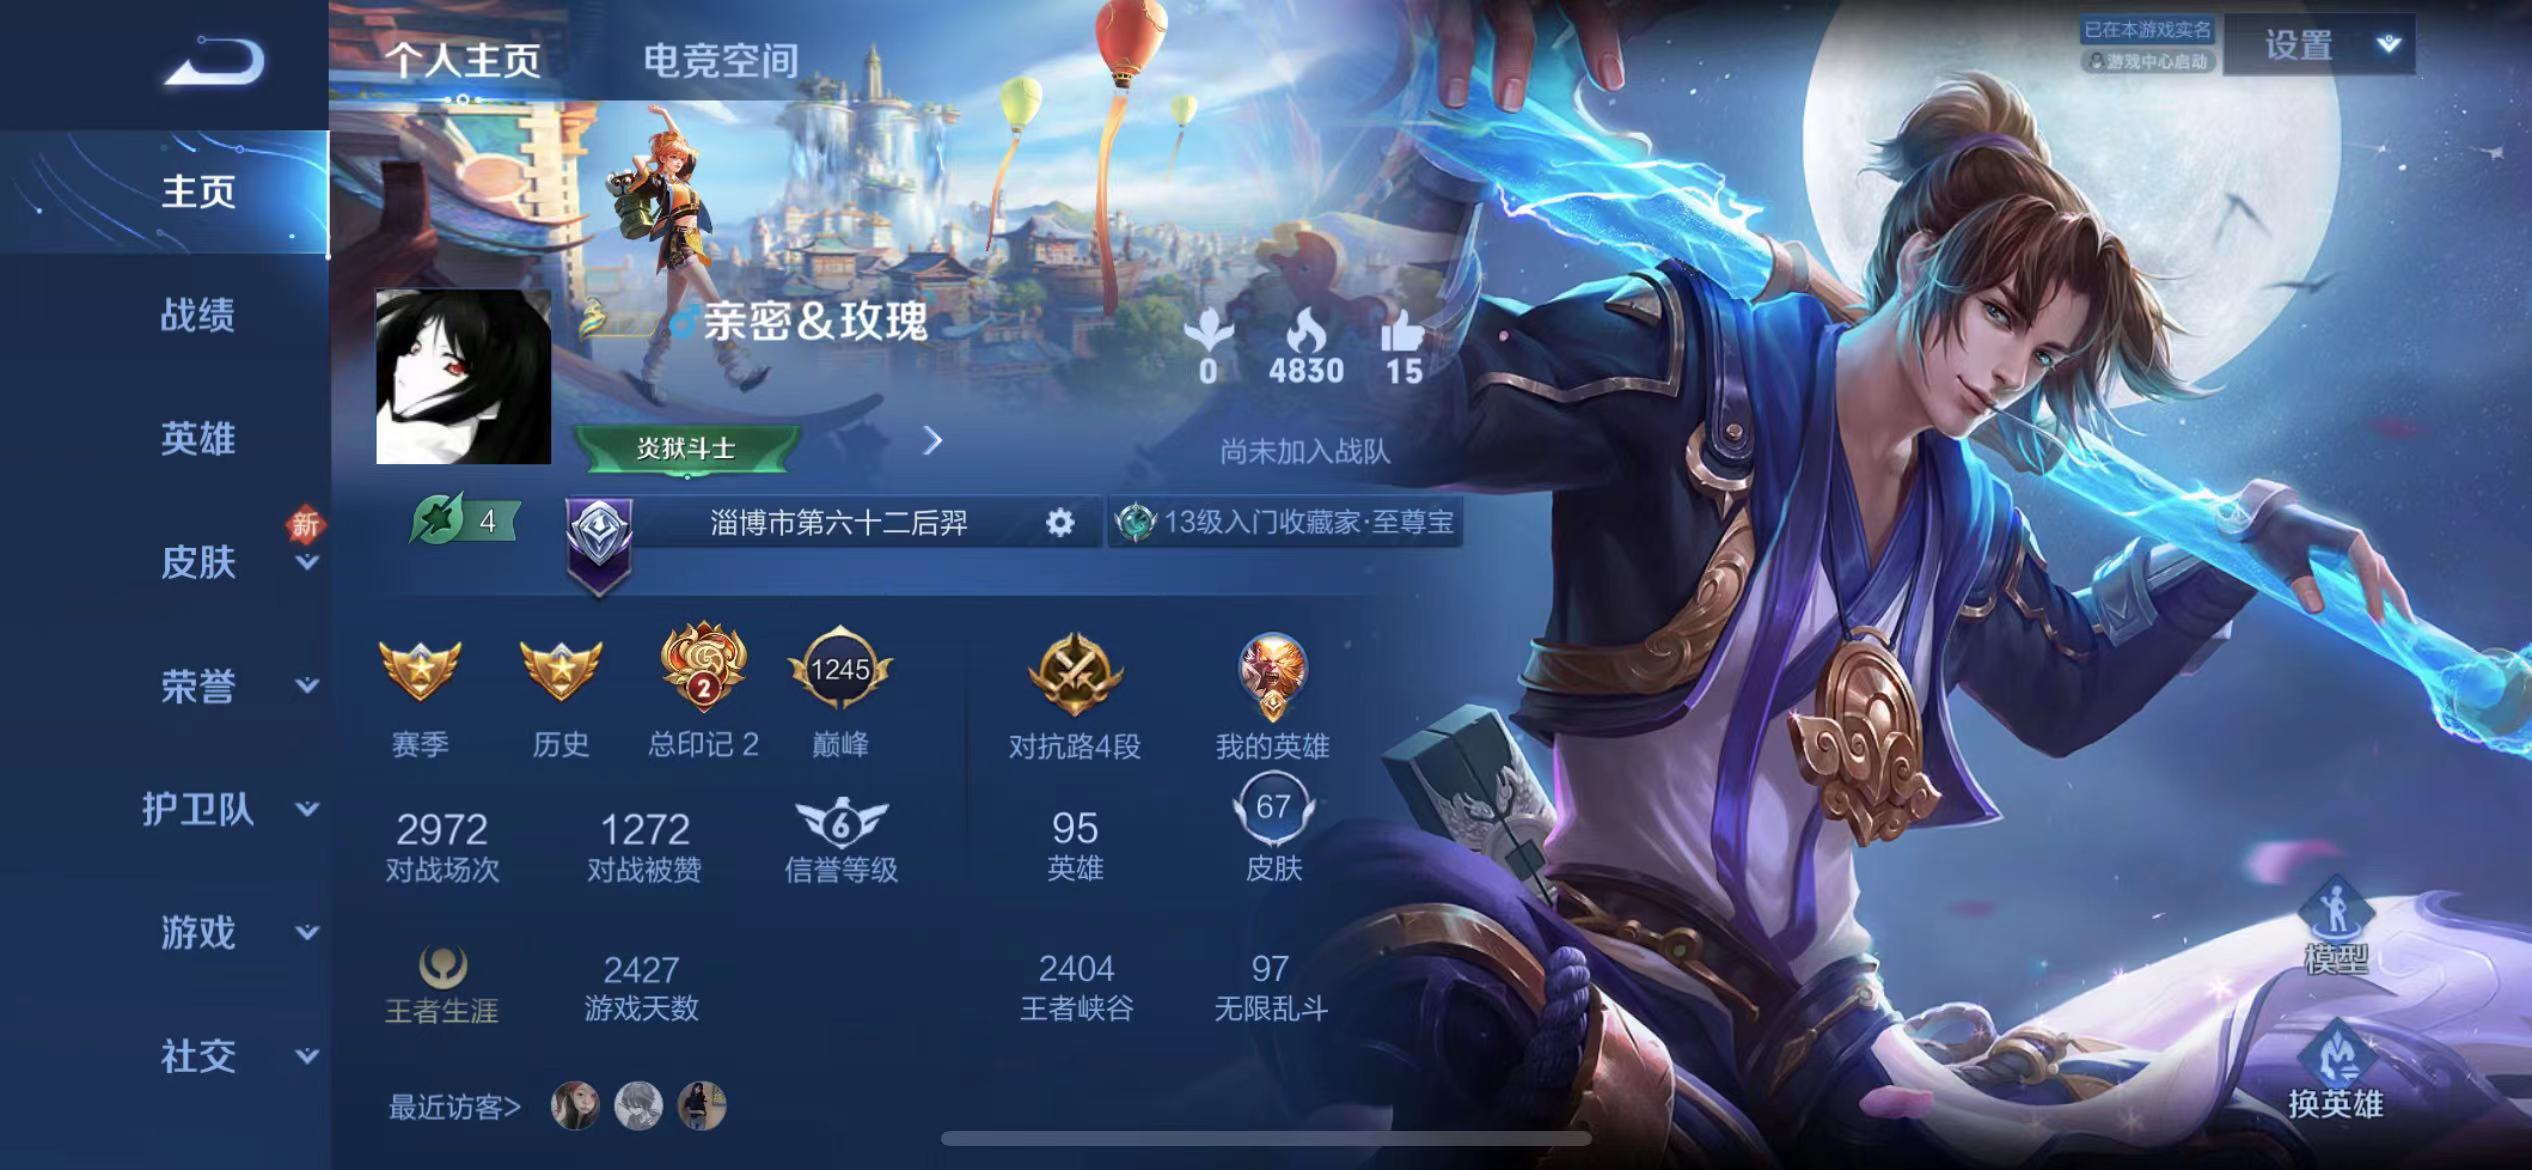 个人主页
电竞空间
已在本游戏实名
游戏中心启动
设置
主页
战绩
英雄
皮肤
新
荣誉
护卫队
游戏
社交
亲密&玫瑰
0
4830
15
炎狱斗士
尚未加入战队
4
淄博市第六十二后羿
13级入门收藏家·至尊宝
2
1245
赛季
历史
总印记 2
巅峰
对抗路4段
我的英雄
2972
1272
6
95
67
对战场次
对战被赞
信誉等级
英雄
皮肤
2427
2404
97
王者生涯
游戏天数
王者峡谷
无限乱斗
最近访客>
模型
换英雄